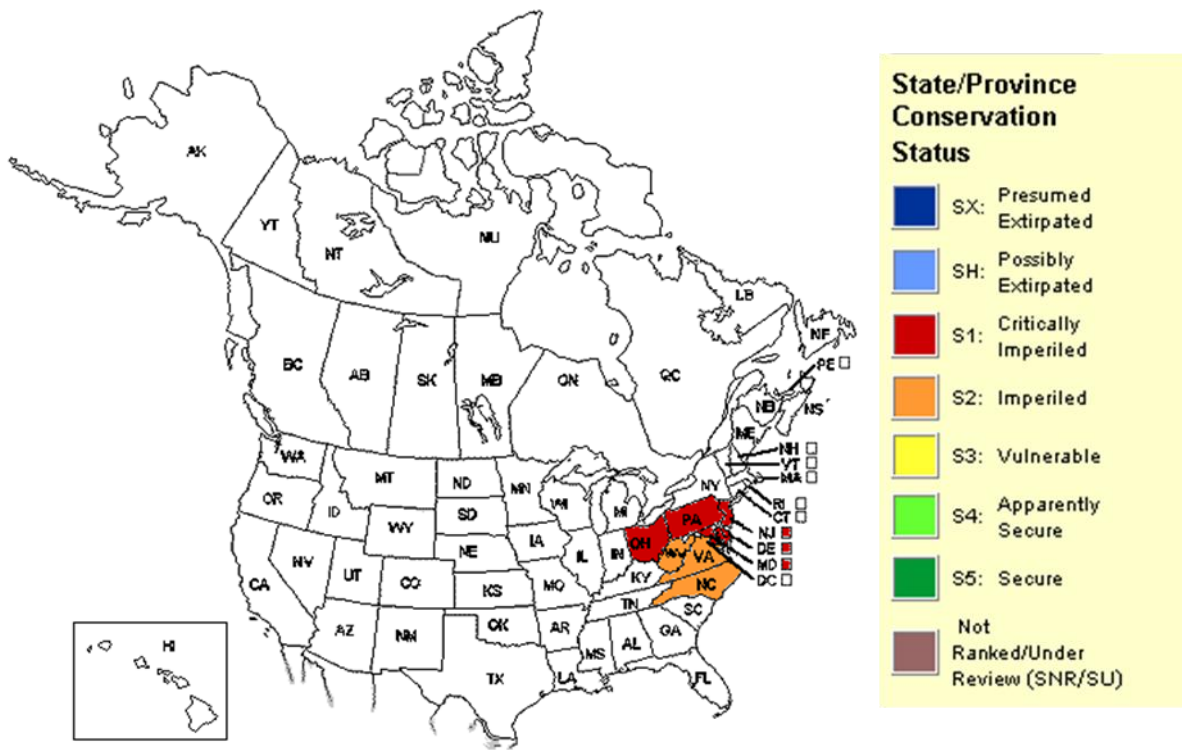 AK
YT
NT
NU
BC
AB
SK
MB
ON
QC
LB
NF
PE
NB
NS
ME
NH
VT
MA
RI
CT
NJ
DE
MD
DC
WA
OR
ID
MT
ND
SD
WY
NE
MN
WI
MI
NY
IA
PA
OH
IN
IL
WV
VA
KY
NC
TN
SC
CA
NV
UT
CO
KS
MO
AZ
NM
OK
AR
MS
AL
GA
TX
LA
FL
HI
State/Province
Conservation
Status
SX: Presumed
Extirpated
SH: Possibly
Extirpated
S1: Critically
Imperiled
S2: Imperiled
S3: Vulnerable
S4: Apparently
Secure
S5: Secure
Not
Ranked/Under
Review (SNR/SU)